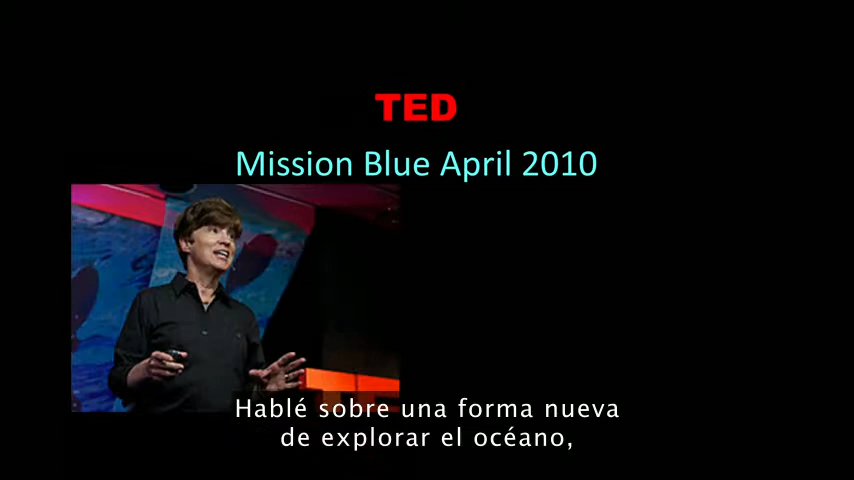 TED
Mission Blue April 2010
Hablé sobre una forma nueva
de explorar el océano,